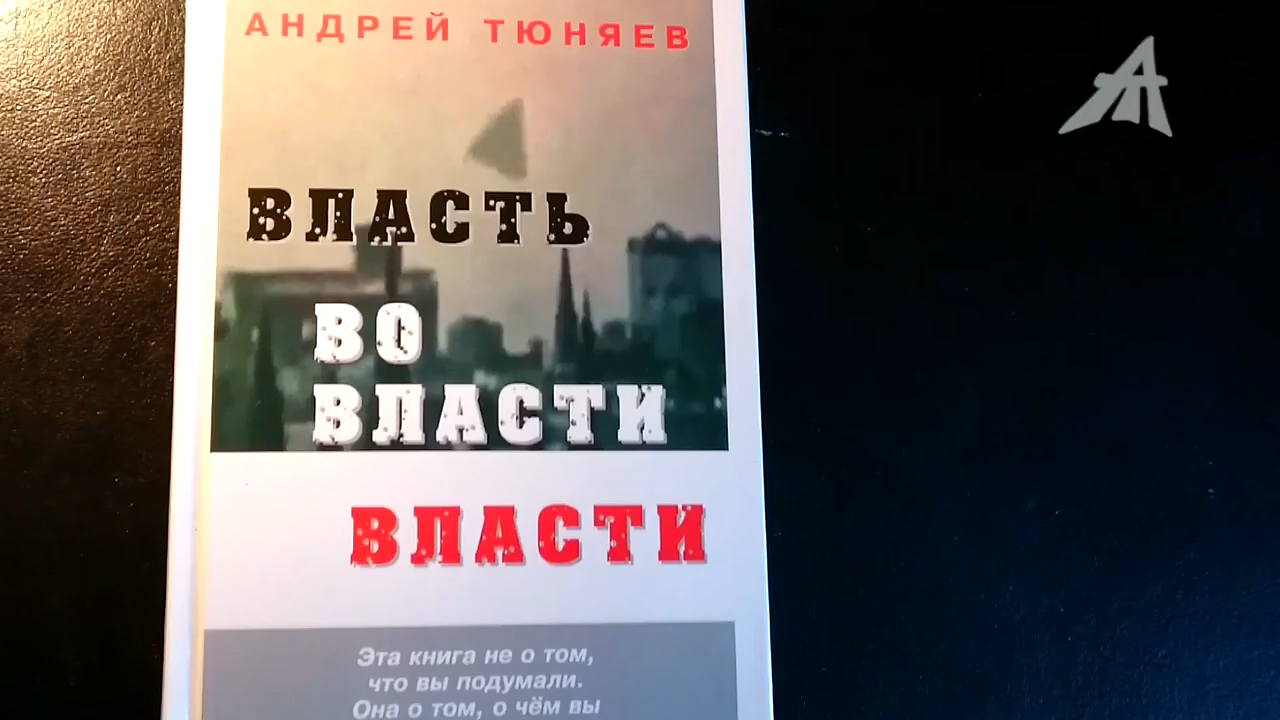 АНДРЕЙ ТЮНЯЕВ
ВЛАСТЬ
ВО
ВЛАСТИ
ВЛАСТИ
Эта книга не о том,
что вы подумали.
Она о том, о чём вы